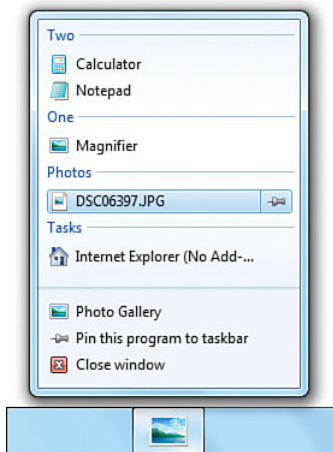 Two
Calculator
Notepad
One
Magnifier
Photos
DSC06397.JPG
Tasks
Internet Explorer (No Add-...
Photo Gallery
Pin this program to taskbar
Close window